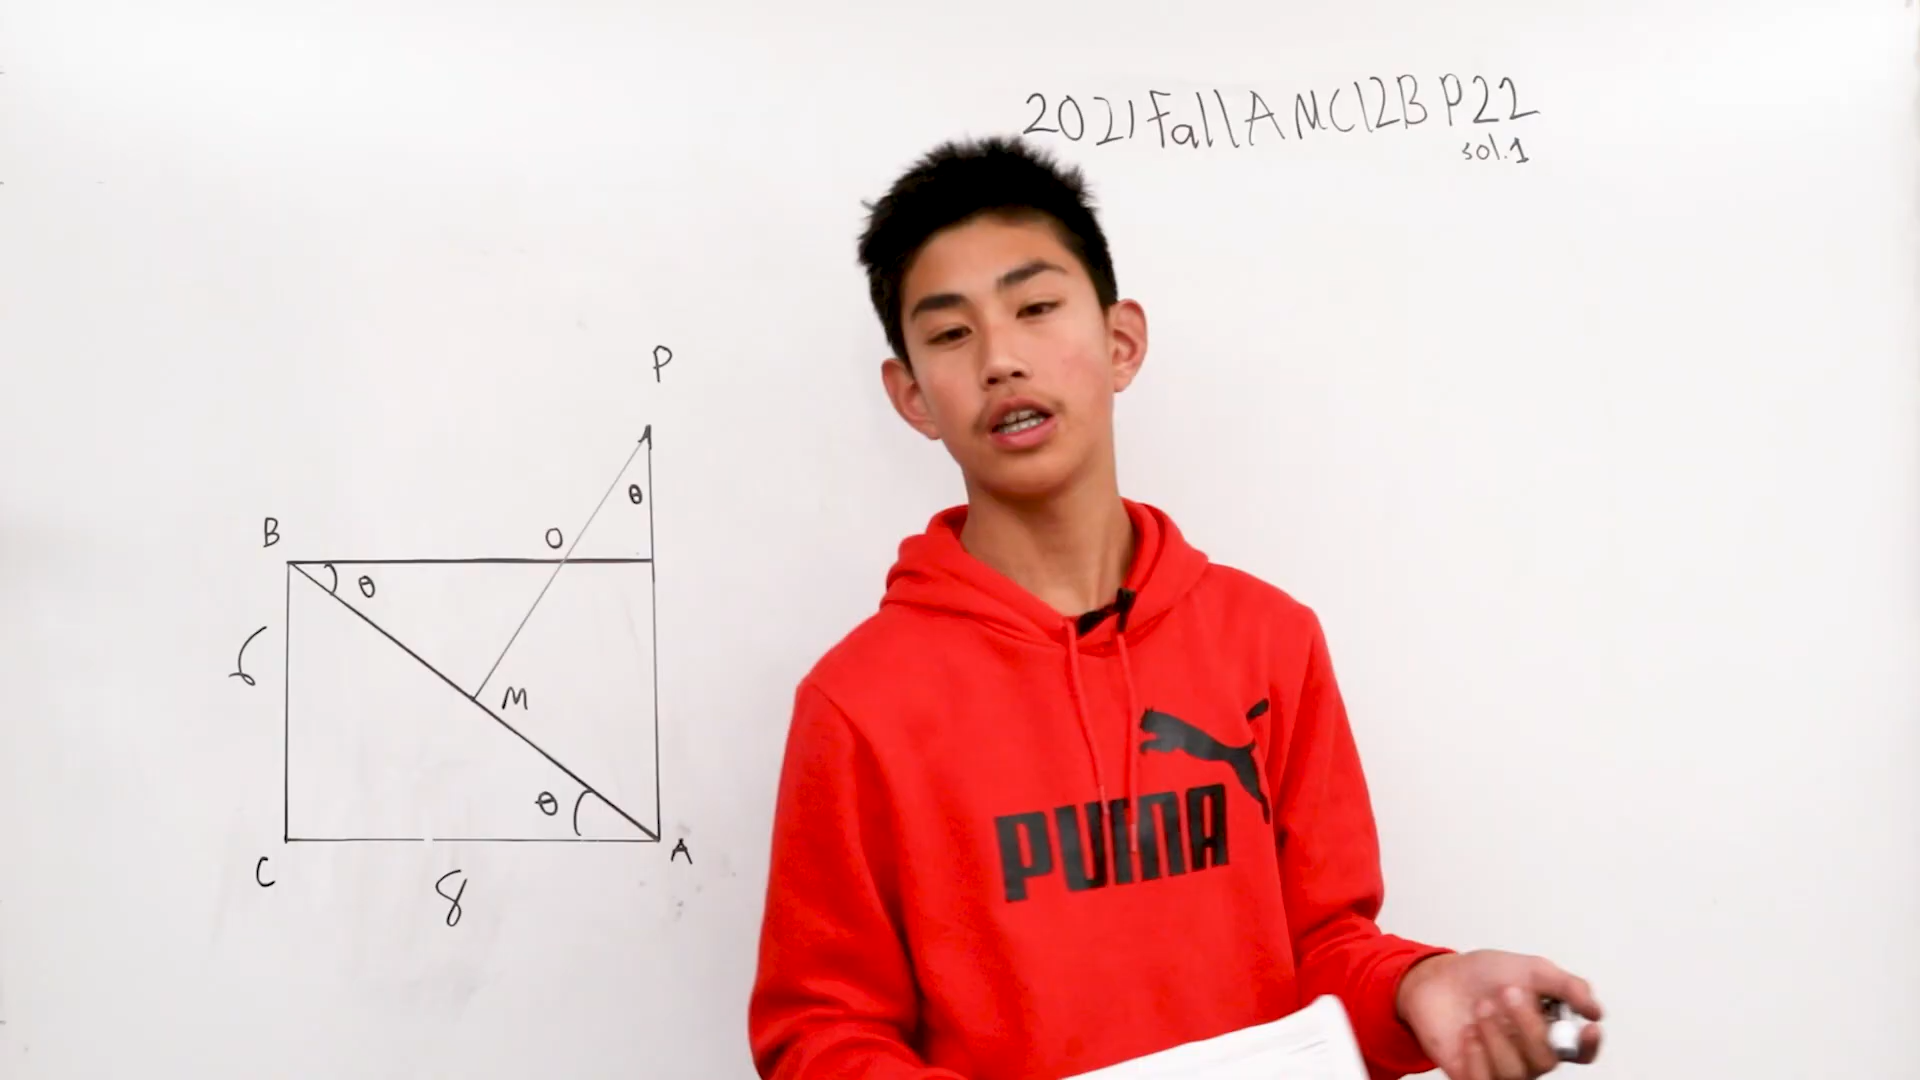 2021 Fall AMC12B P22
sol.1
P
θ
B
O
θ
6
M
θ
C
A
8
PUMA